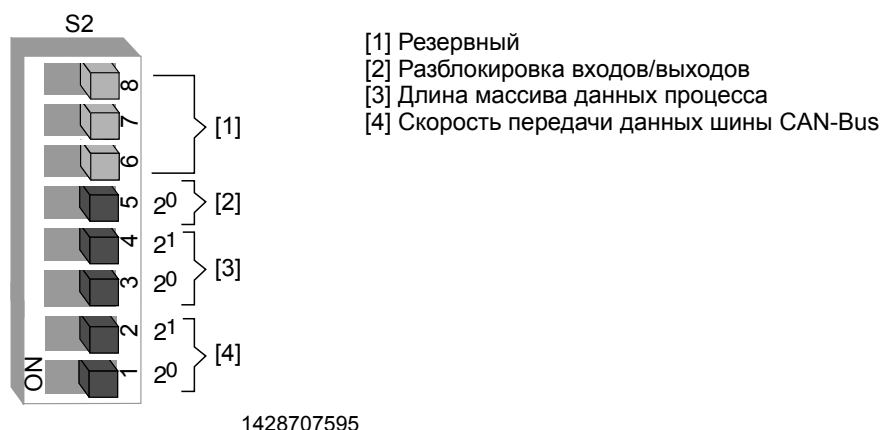 S2
[1] Резервный
[2] Разблокировка входов/выходов
[3] Длина массива данных процесса
[4] Скорость передачи данных шины CAN-Bus
8
7
[1]
6
5 2⁰ [2]
4 2¹
[3]
3 2⁰
2 2¹
[4]
ON 1 2⁰
1428707595